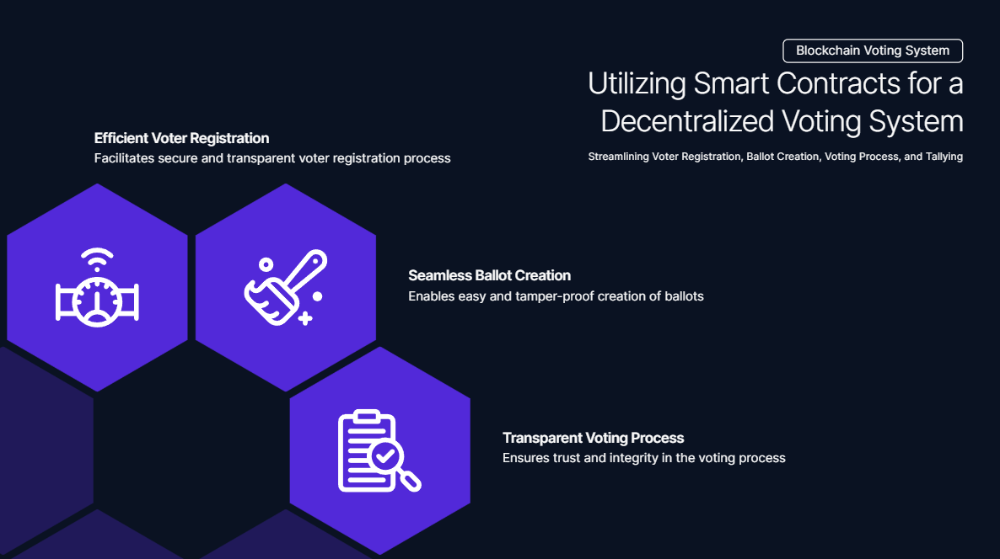 Blockchain Voting System
Utilizing Smart Contracts for a
Decentralized Voting System
Streamlining Voter Registration, Ballot Creation, Voting Process, and Tallying
Efficient Voter Registration
Facilitates secure and transparent voter registration process
Seamless Ballot Creation
Enables easy and tamper-proof creation of ballots
Transparent Voting Process
Ensures trust and integrity in the voting process